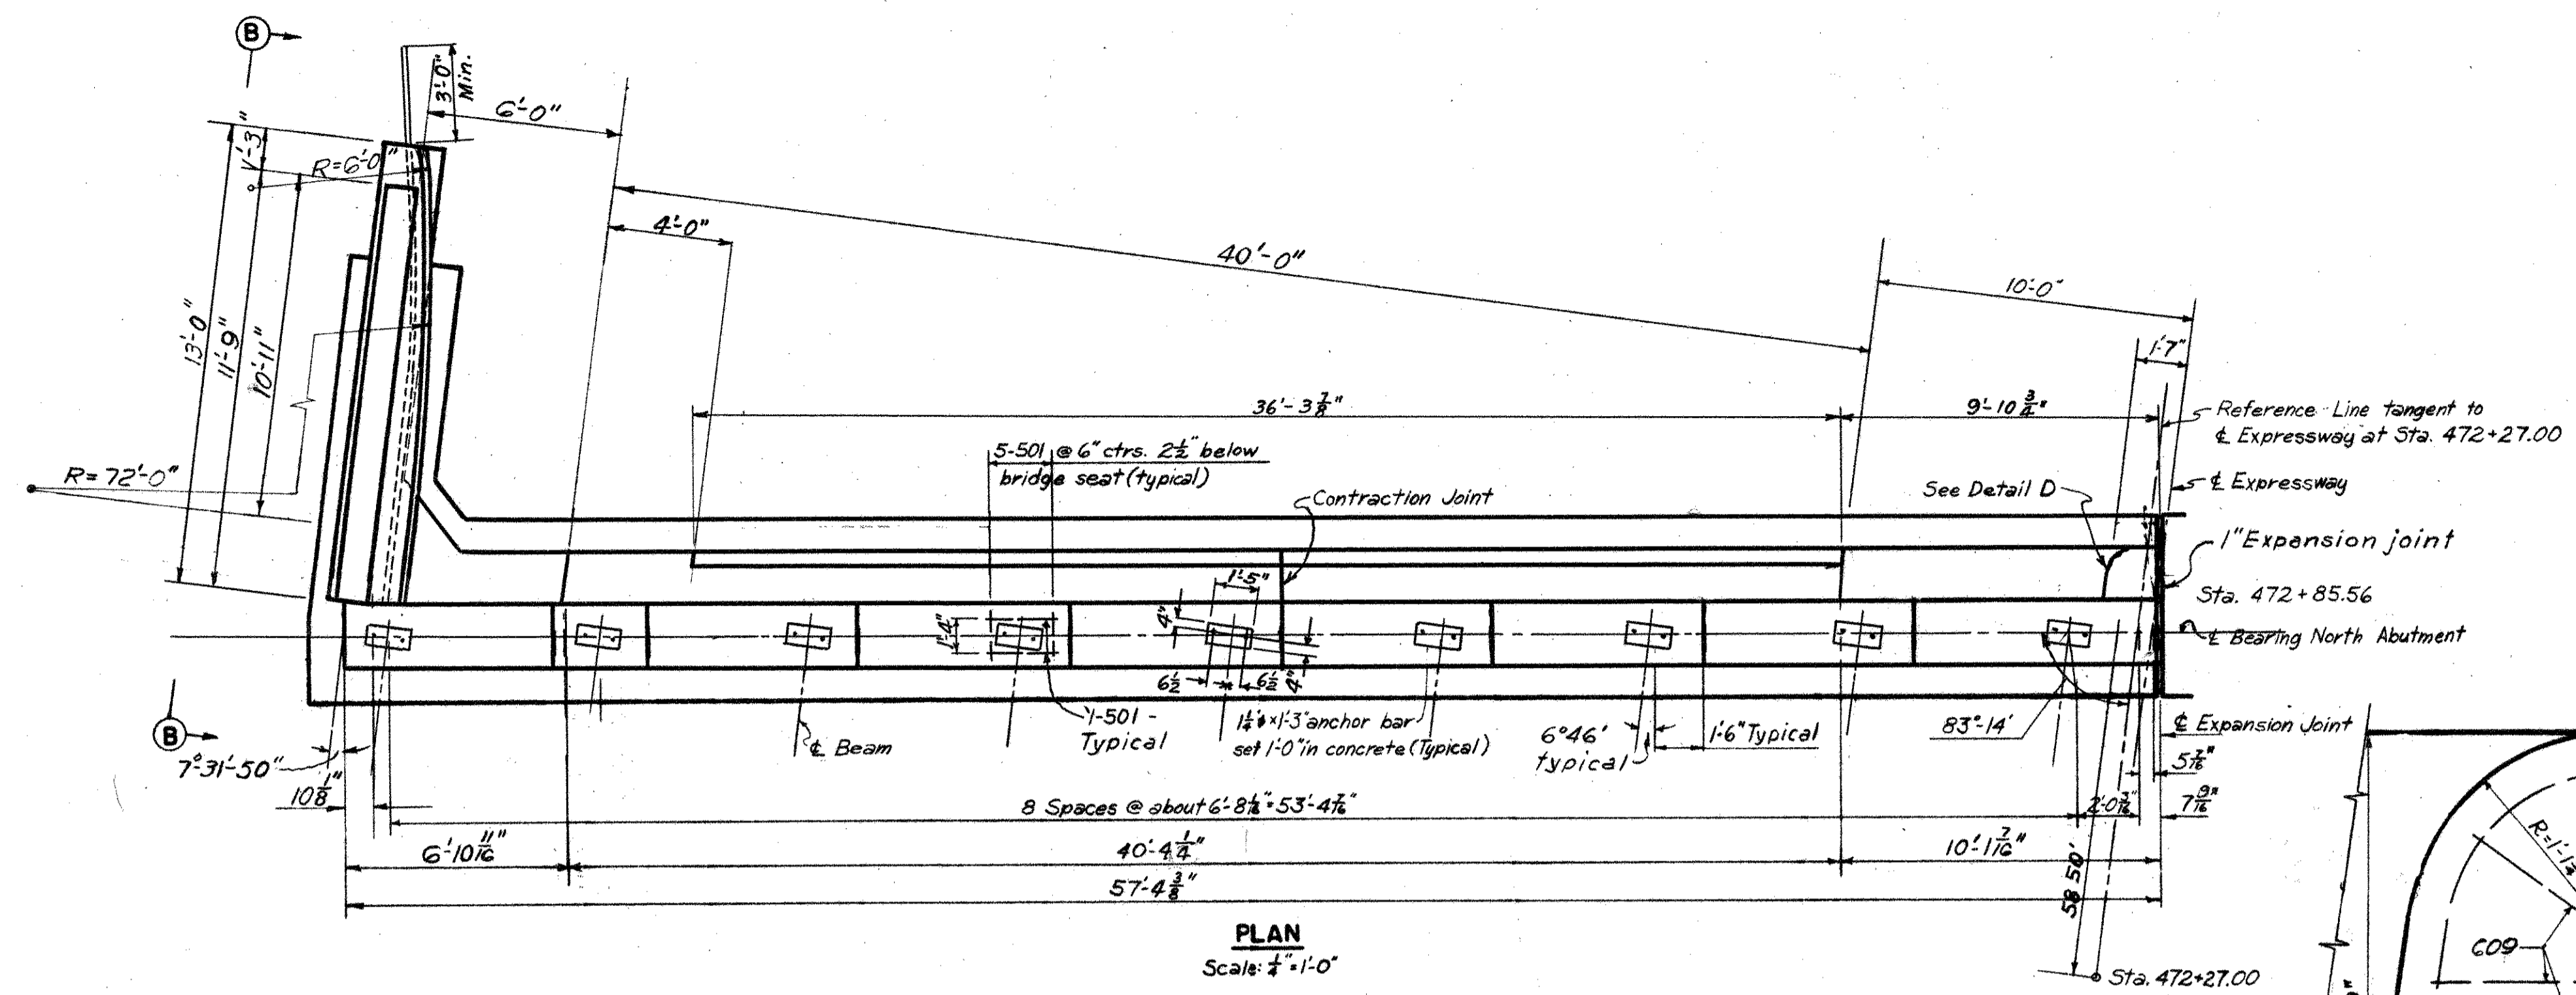 B
3'-0"
Min.
6'-0"
1'-3"
R=6'-0"
4'-0"
40'-0"
10'-0"
1'-7"
13'-0"
11'-9"
10'-11"
36'-3 7/8"
9'-10 3/4"
Reference Line tangent to
℄ Expressway at Sta. 472+27.00
5-501 @ 6" ctrs. 2 1/2" below
bridge seat (typical)
R=72'-0"
Contraction Joint
See Detail D
℄ Expressway
1" Expansion joint
1'-5"
4"
1'-4"
Sta. 472+85.56
℄ Bearing North Abutment
6 1/2
6 1/2
4"
B
7°-31'-50"
℄ Beam
1-501 -
Typical
1 1/4"φ×1'-3" anchor bar
set 1'-0" in concrete (Typical)
6°46'
typical
1'-6" Typical
83°-14'
℄ Expansion Joint
5 7/16"
10 1/8"
8 Spaces @ about 6'-8 1/16" = 53'-4 7/16"
2'-0 3/16"
7 9/16"
6'-10 11/16"
40'-4 1/4"
10'-1 7/16"
57'-4 3/8"
58.50'
PLAN
Scale: 1/4" = 1'-0"
Sta. 472+27.00
609